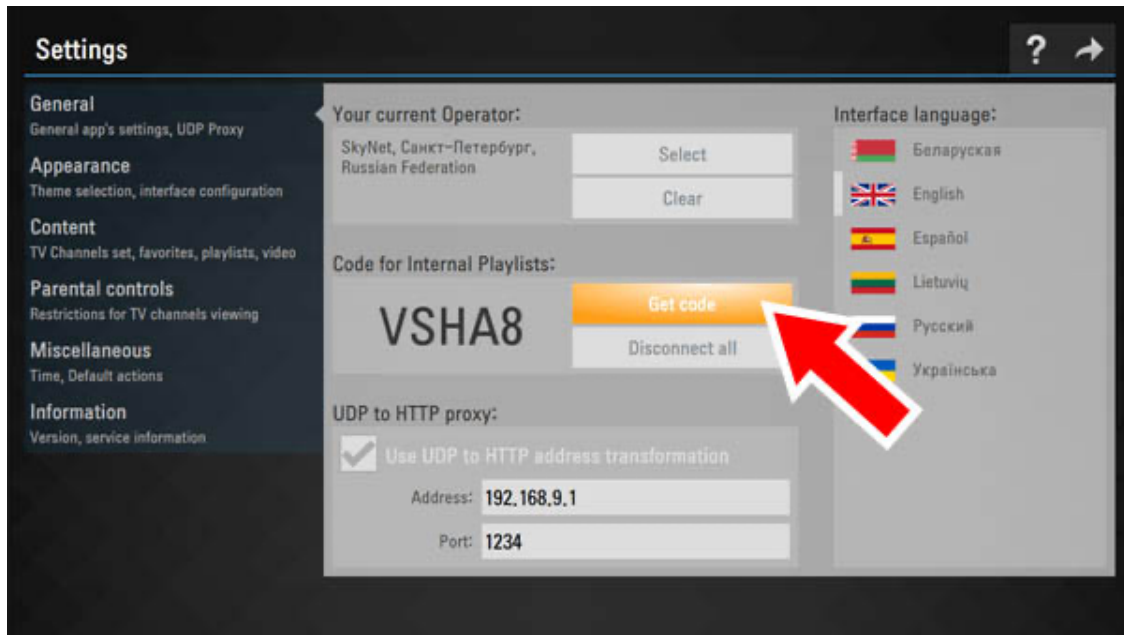 Settings
?
General
General app's settings, UDP Proxy
Appearance
Theme selection, interface configuration
Content
TV Channels set, favorites, playlists, video
Parental controls
Restrictions for TV channels viewing
Miscellaneous
Time, Default actions
Information
Version, service information
Your current Operator:
SkyNet, Санкт-Петербург,
Russian Federation
Select
Clear
Code for Internal Playlists:
VSHA8
Get code
Disconnect all
UDP to HTTP proxy:
Use UDP to HTTP address transformation
Address: 192.168.9.1
Port: 1234
Interface language:
Беларуская
English
Español
Lietuvių
Русский
Українська